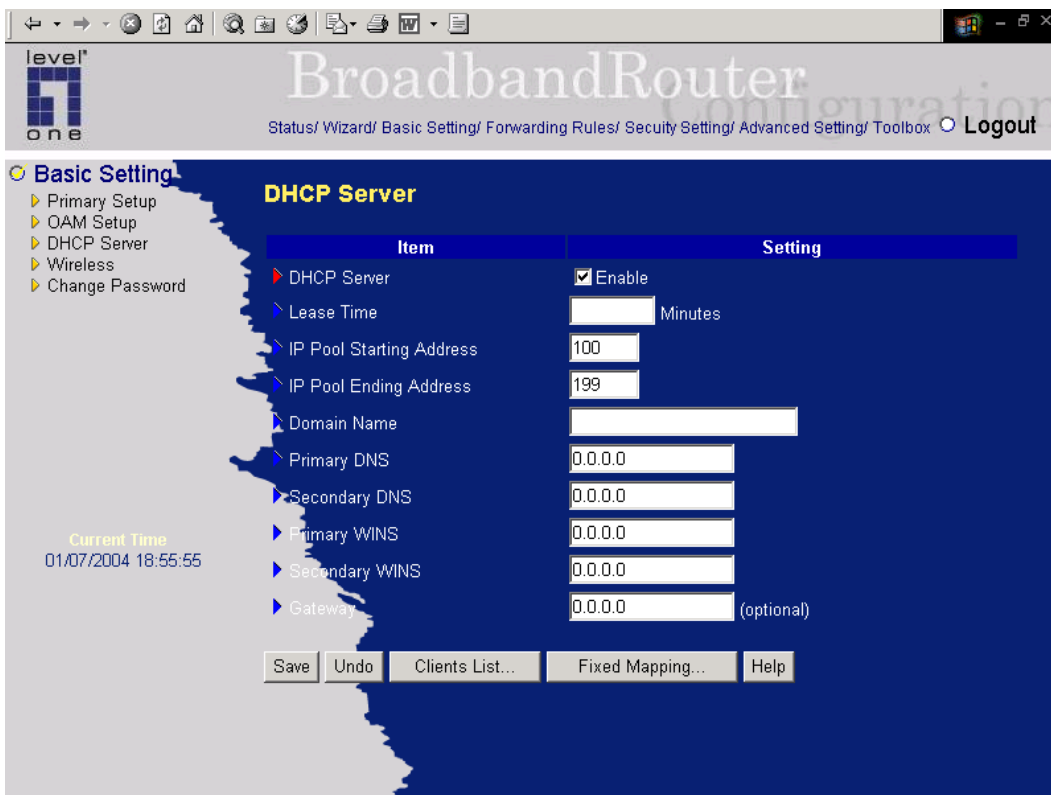 level
one
BroadbandRouter
Configuration
Status/ Wizard/ Basic Setting/ Forwarding Rules/ Secuity Setting/ Advanced Setting/ Toolbox Logout
Basic Setting
Primary Setup
OAM Setup
DHCP Server
Wireless
Change Password
Current Time
01/07/2004 18:55:55
DHCP Server
Item Setting
DHCP Server Enable
Lease Time Minutes
IP Pool Starting Address 100
IP Pool Ending Address 199
Domain Name
Primary DNS 0.0.0.0
Secondary DNS 0.0.0.0
Primary WINS 0.0.0.0
Secondary WINS 0.0.0.0
Gateway 0.0.0.0 (optional)
Save Undo Clients List... Fixed Mapping... Help